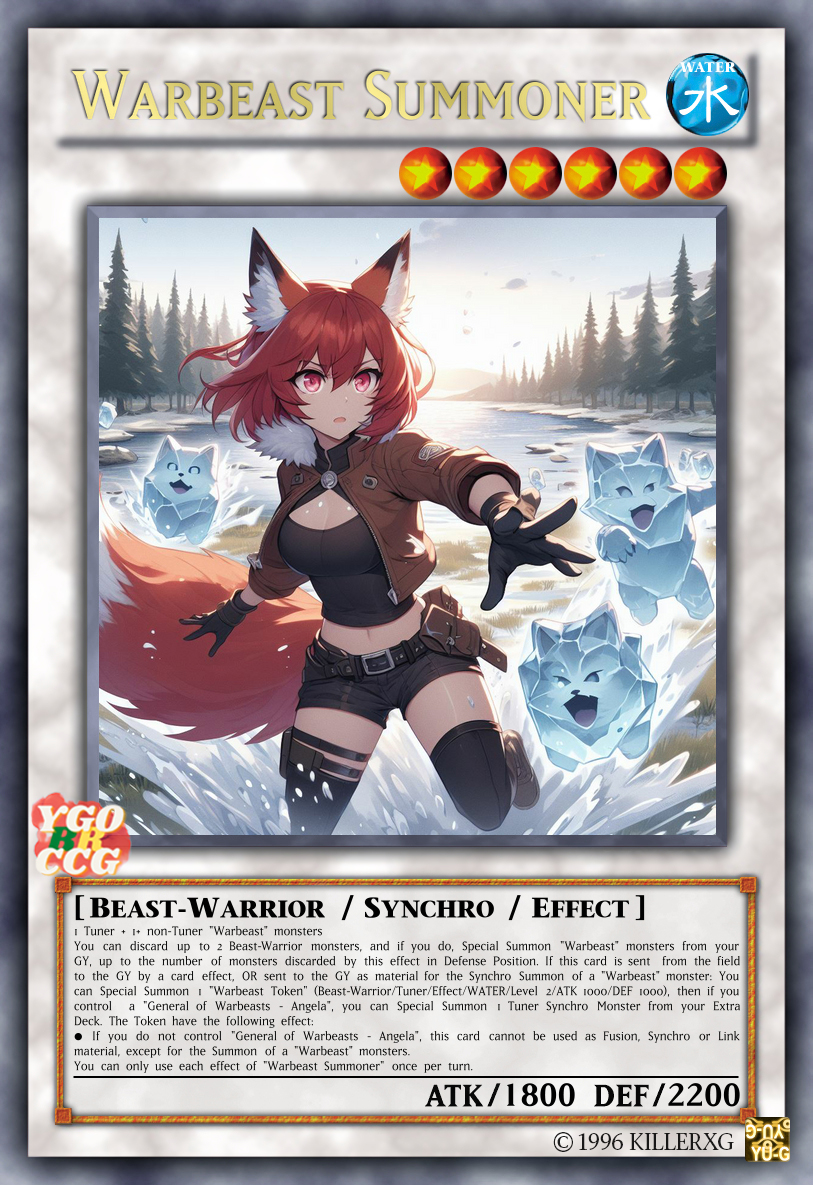 WARBEAST SUMMONER
WATER
水
YGO
RR
CCG
[ BEAST-WARRIOR / SYNCHRO / EFFECT ]
1 Tuner + 1+ non-Tuner "Warbeast" monsters
You can discard up to 2 Beast-Warrior monsters, and if you do, Special Summon "Warbeast" monsters from your
GY, up to the number of monsters discarded by this effect in Defense Position. If this card is sent from the field
to the GY by a card effect, OR sent to the GY as material for the Synchro Summon of a "Warbeast" monster: You
can Special Summon 1 "Warbeast Token" (Beast-Warrior/Tuner/Effect/WATER/Level 2/ATK 1000/DEF 1000), then if you
control a "General of Warbeasts - Angela", you can Special Summon 1 Tuner Synchro Monster from your Extra
Deck. The Token have the following effect:
● If you do not control "General of Warbeasts - Angela", this card cannot be used as Fusion, Synchro or Link
material, except for the Summon of a "Warbeast" monsters.
You can only use each effect of "Warbeast Summoner" once per turn.
ATK/1800 DEF/2200
© 1996 KILLERXG